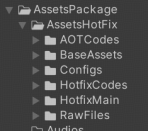 AssetsPackage
AssetsHotFix
AOTCodes
BaseAssets
Configs
HotfixCodes
HotfixMain
RawFiles
Audios